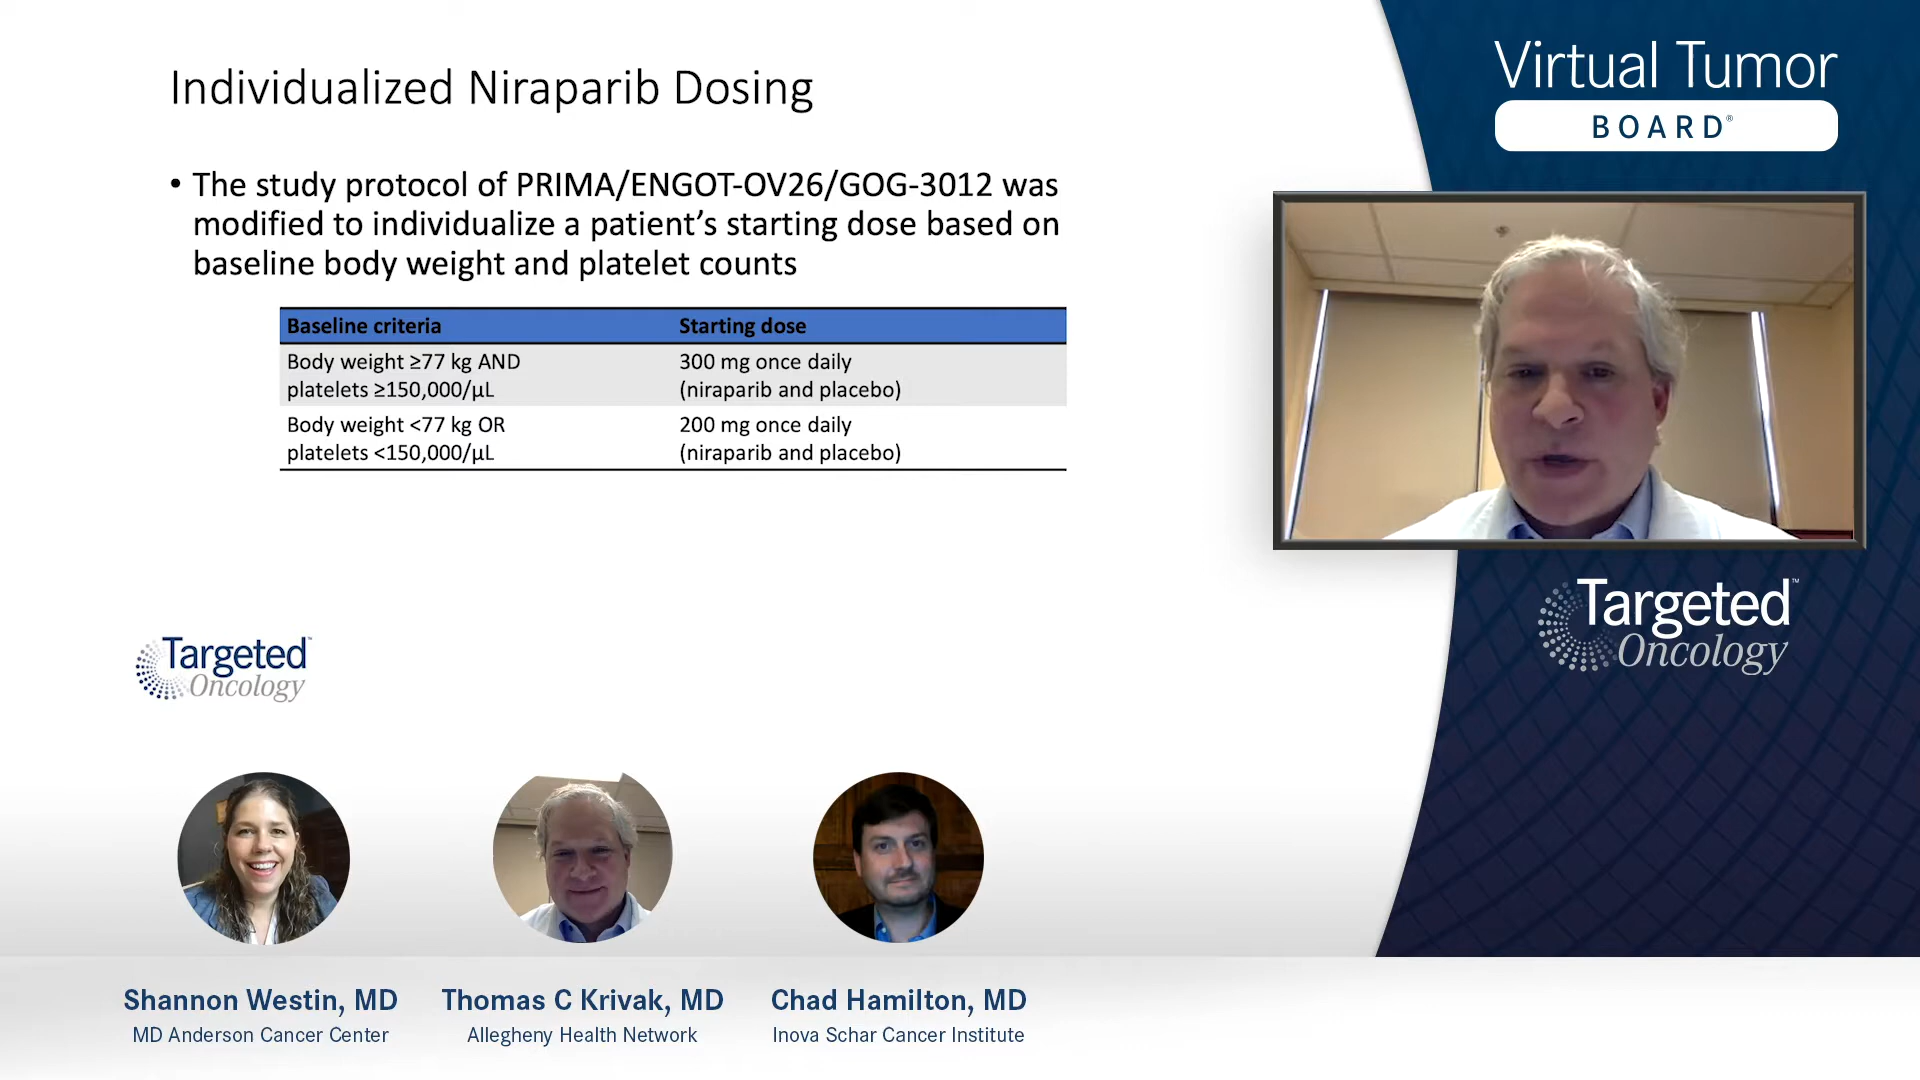 Individualized Niraparib Dosing
• The study protocol of PRIMA/ENGOT-OV26/GOG-3012 was
modified to individualize a patient’s starting dose based on
baseline body weight and platelet counts
Baseline criteria Starting dose
Body weight ≥77 kg AND 300 mg once daily
platelets ≥150,000/µL (niraparib and placebo)
Body weight <77 kg OR 200 mg once daily
platelets <150,000/µL (niraparib and placebo)
Targeted™
Oncology
Virtual Tumor
BOARD®
Targeted™
Oncology
Shannon Westin, MD Thomas C Krivak, MD Chad Hamilton, MD
MD Anderson Cancer Center Allegheny Health Network Inova Schar Cancer Institute